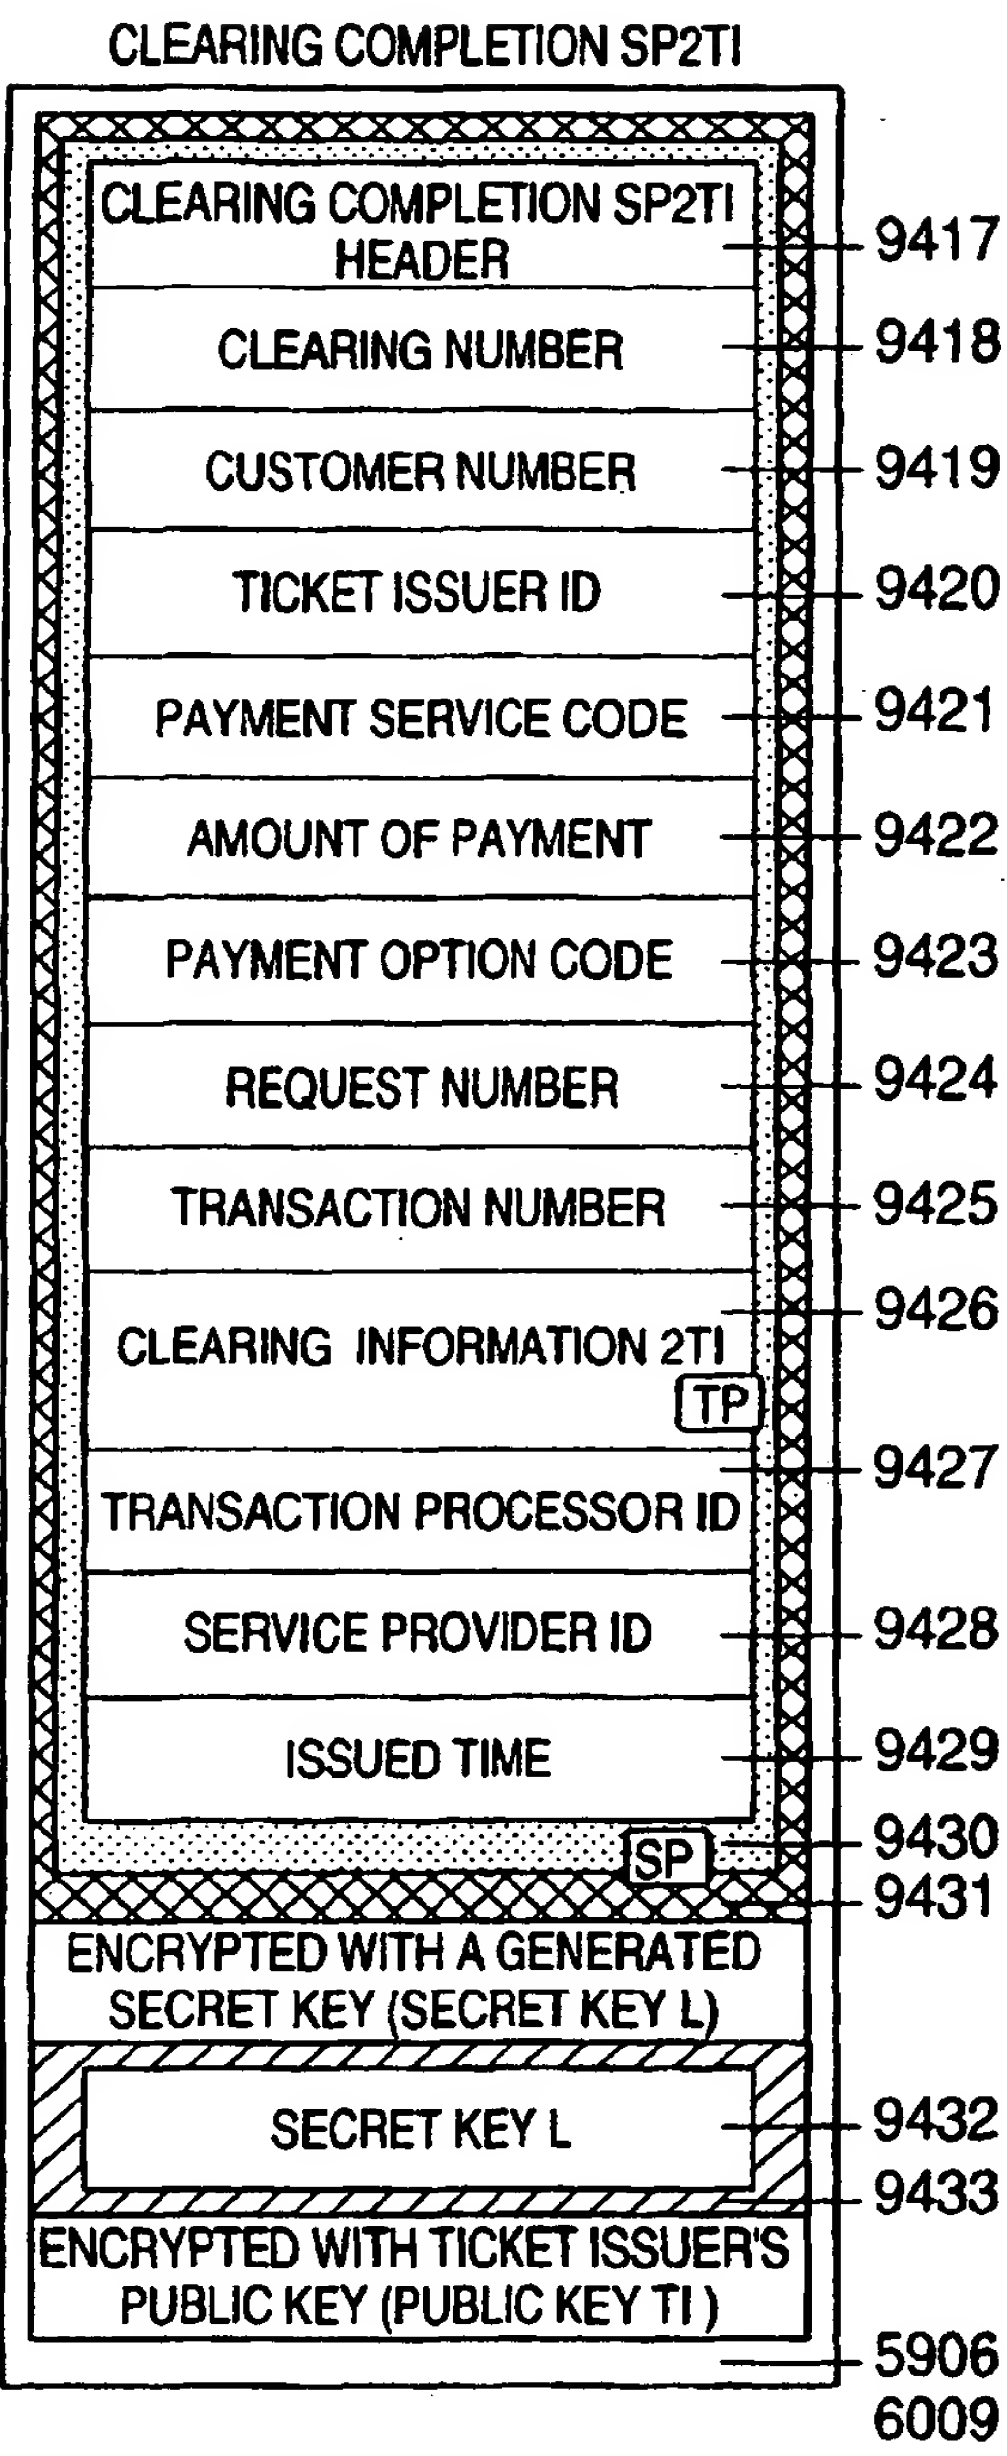 CLEARING COMPLETION SP2TI
CLEARING COMPLETION SP2TI
HEADER
9417
CLEARING NUMBER
9418
CUSTOMER NUMBER
9419
TICKET ISSUER ID
9420
PAYMENT SERVICE CODE
9421
AMOUNT OF PAYMENT
9422
PAYMENT OPTION CODE
9423
REQUEST NUMBER
9424
TRANSACTION NUMBER
9425
9426
CLEARING INFORMATION 2TI
TP
9427
TRANSACTION PROCESSOR ID
SERVICE PROVIDER ID
9428
ISSUED TIME
9429
9430
SP
9431
ENCRYPTED WITH A GENERATED
SECRET KEY (SECRET KEY L)
SECRET KEY L
9432
9433
ENCRYPTED WITH TICKET ISSUER'S
PUBLIC KEY (PUBLIC KEY TI )
5906
6009